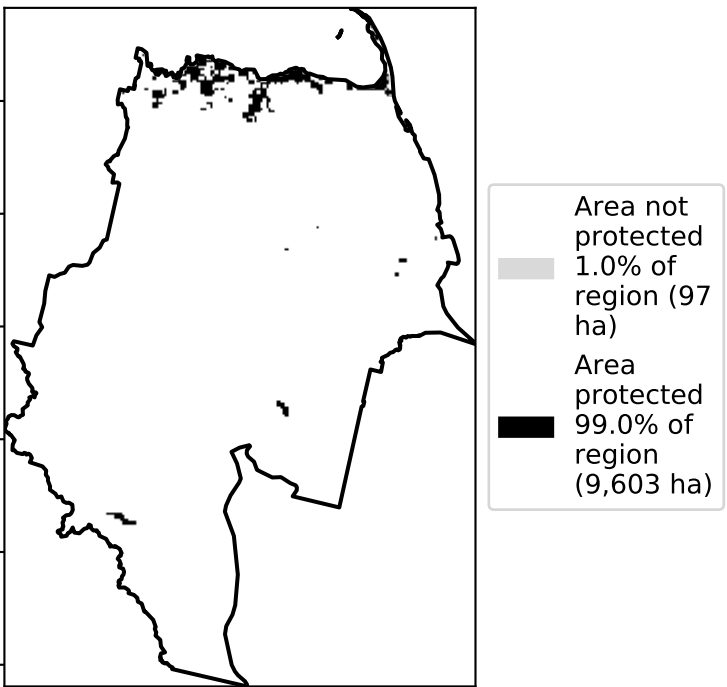 Area not
protected
1.0% of
region (97
ha)
Area
protected
99.0% of
region
(9,603 ha)